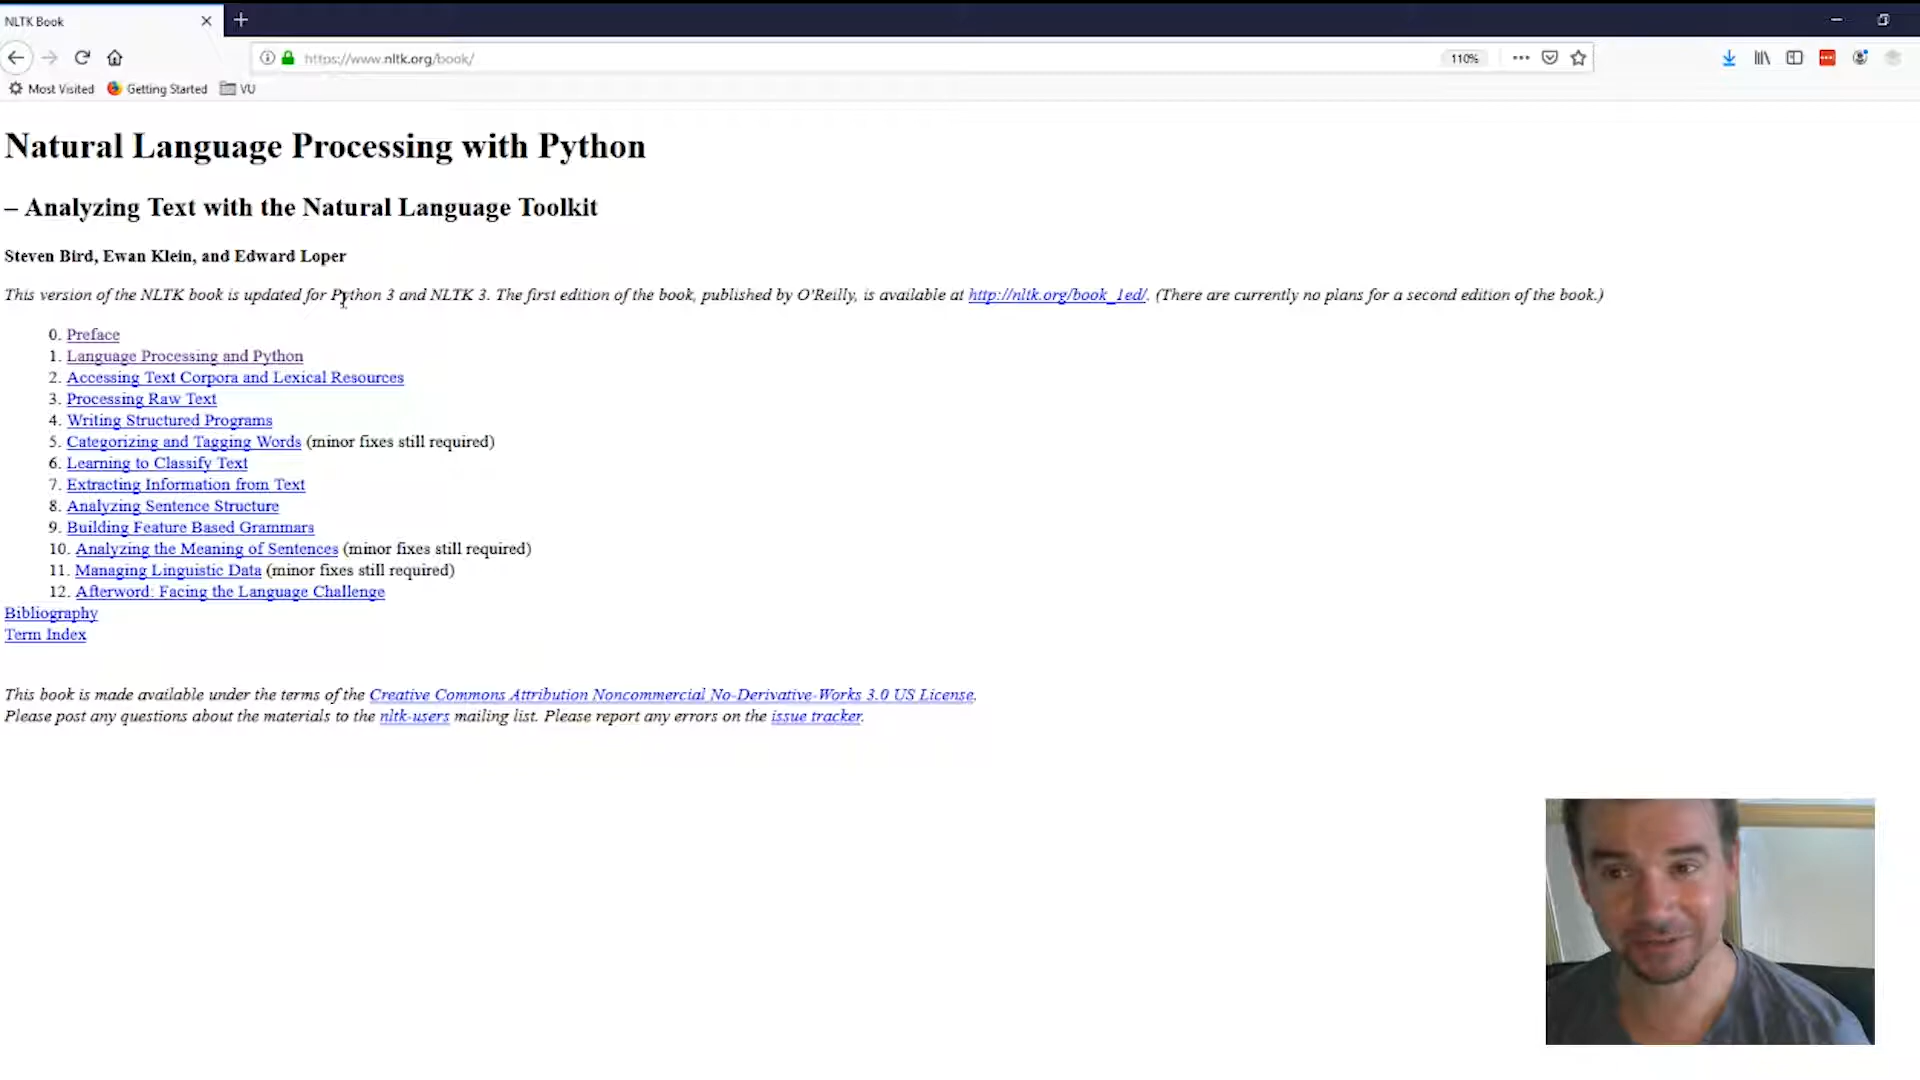 NLTK Book
https://www.nltk.org/book/
110%
Most Visited Getting Started VU
Natural Language Processing with Python
– Analyzing Text with the Natural Language Toolkit
Steven Bird, Ewan Klein, and Edward Loper
This version of the NLTK book is updated for Python 3 and NLTK 3. The first edition of the book, published by O'Reilly, is available at http://nltk.org/book_1ed/. (There are currently no plans for a second edition of the book.)
0. Preface
1. Language Processing and Python
2. Accessing Text Corpora and Lexical Resources
3. Processing Raw Text
4. Writing Structured Programs
5. Categorizing and Tagging Words (minor fixes still required)
6. Learning to Classify Text
7. Extracting Information from Text
8. Analyzing Sentence Structure
9. Building Feature Based Grammars
10. Analyzing the Meaning of Sentences (minor fixes still required)
11. Managing Linguistic Data (minor fixes still required)
12. Afterword: Facing the Language Challenge
Bibliography
Term Index
This book is made available under the terms of the Creative Commons Attribution Noncommercial No-Derivative-Works 3.0 US License.
Please post any questions about the materials to the nltk-users mailing list. Please report any errors on the issue tracker.